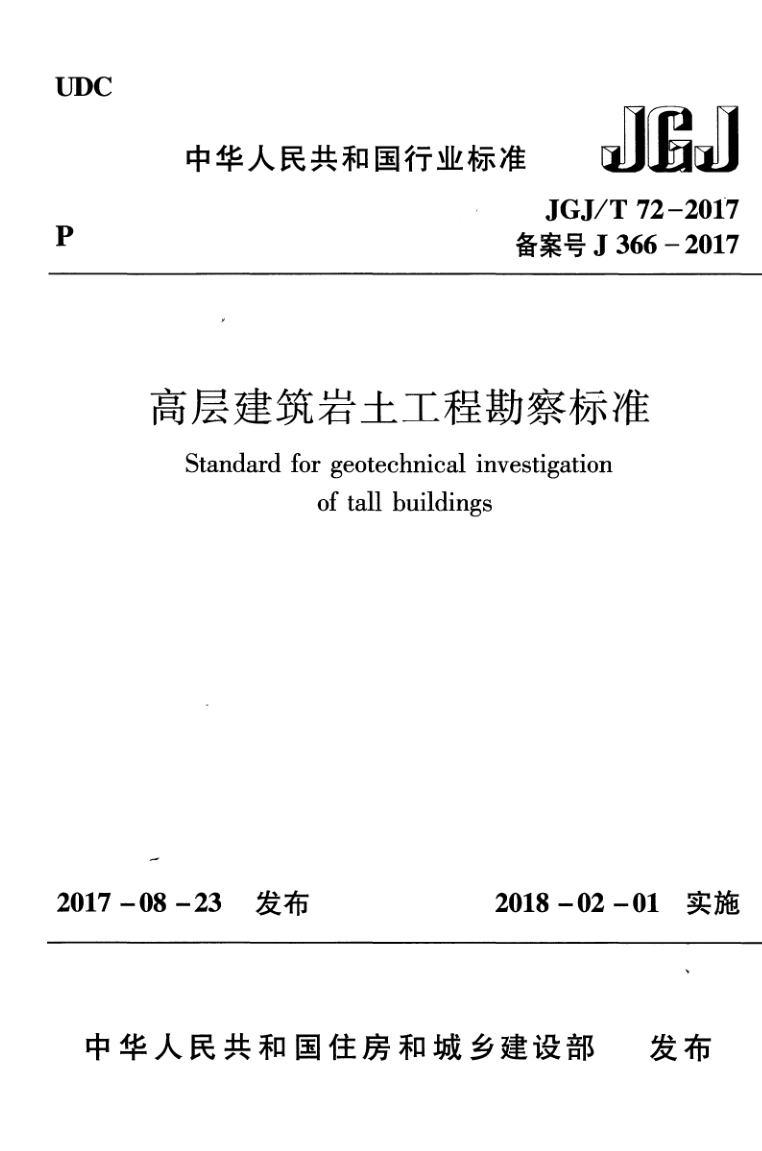 UDC
JGJ
中华人民共和国行业标准
JGJ/T 72-2017
P
备案号 J 366-2017
高层建筑岩土工程勘察标准
Standard for geotechnical investigation
of tall buildings
2017-08-23 发布 2018-02-01 实施
中华人民共和国住房和城乡建设部 发布